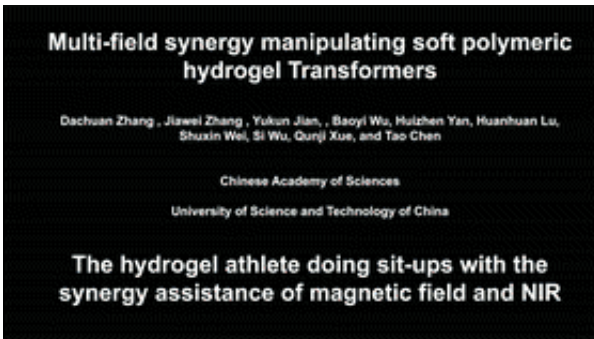 Multi-field synergy manipulating soft polymeric
hydrogel Transformers
Dachuan Zhang , Jiawei Zhang , Yukun Jian, , Baoyi Wu, Huizhen Yan, Huanhuan Lu,
Shuxin Wei, Si Wu, Qunji Xue, and Tao Chen
Chinese Academy of Sciences
University of Science and Technology of China
The hydrogel athlete doing sit-ups with the
synergy assistance of magnetic field and NIR